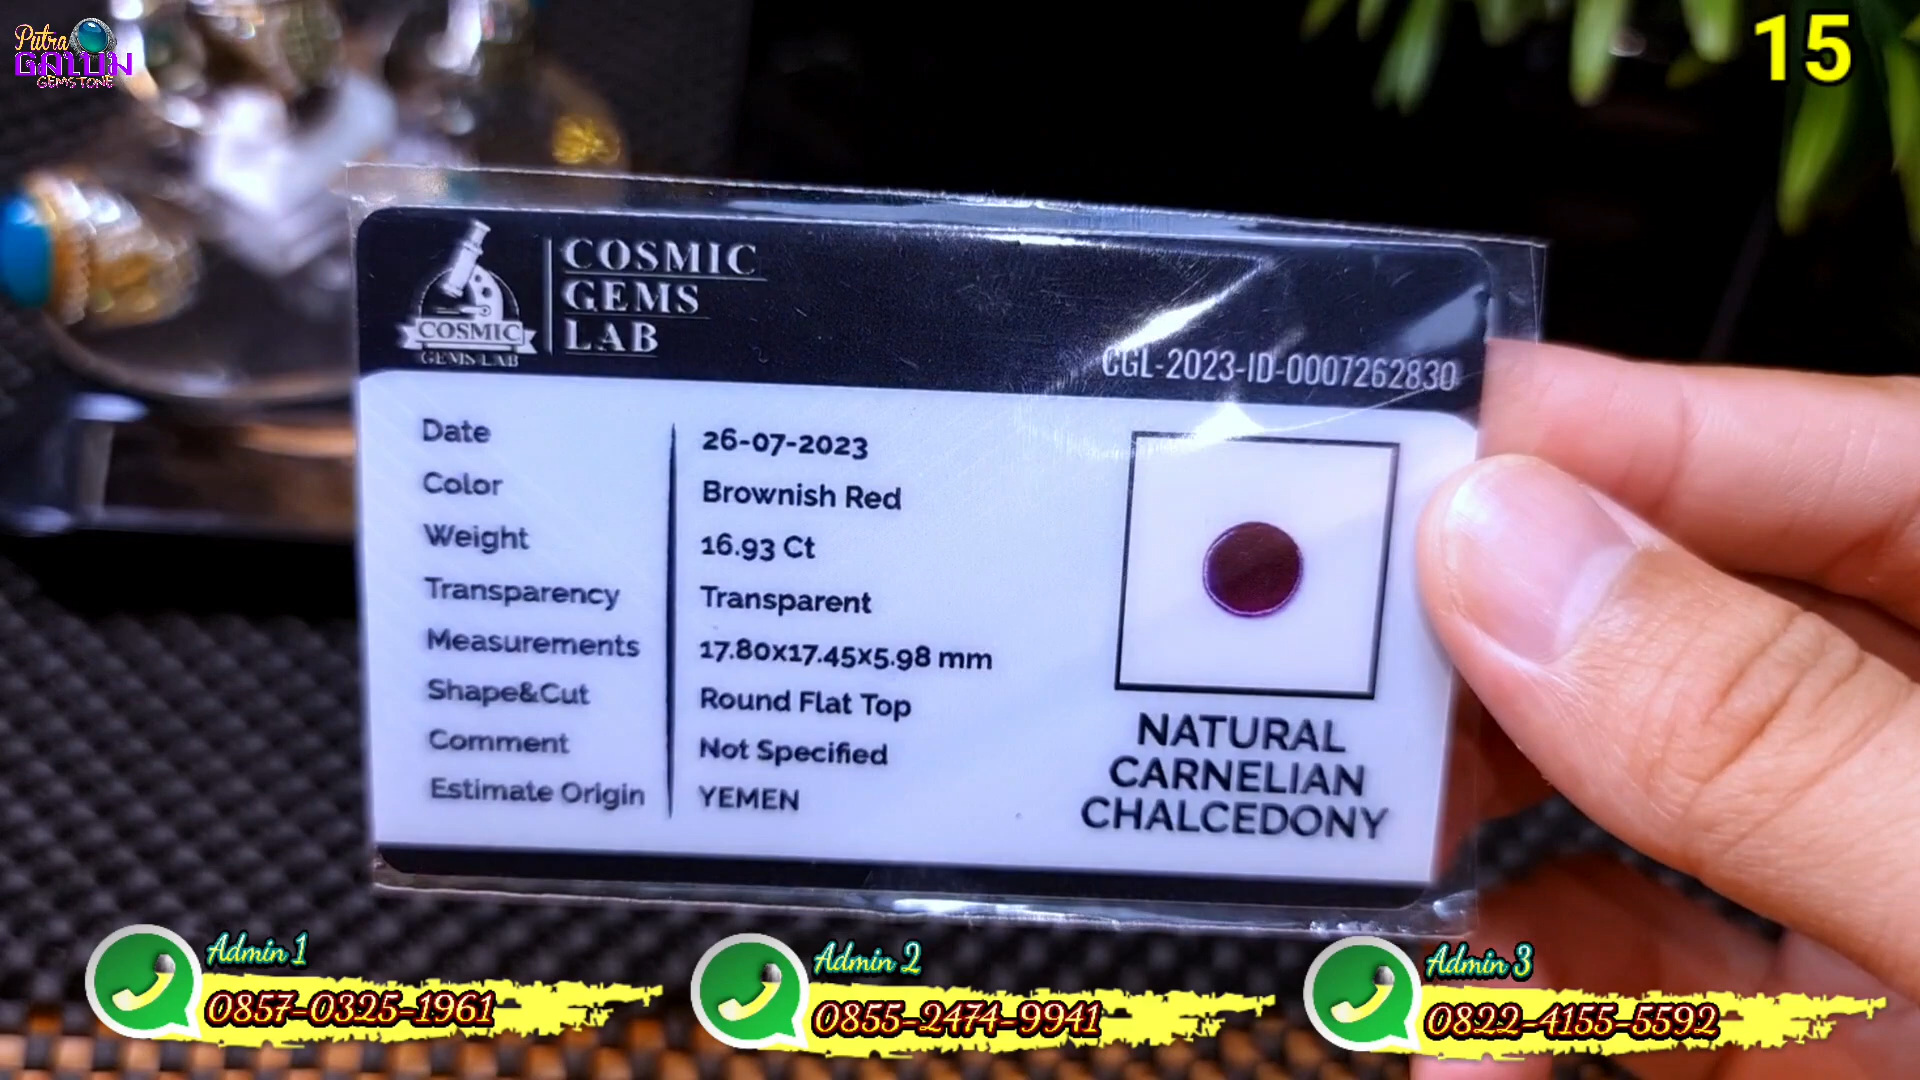 Putra
GALUH
GEMSTONE
15
COSMIC
GEMS LAB
COSMIC
GEMS
LAB
CGL-2023-ID-0007262830
Date 26-07-2023
Color Brownish Red
Weight 16.93 Ct
Transparency Transparent
Measurements 17.80x17.45x5.98 mm
Shape&Cut Round Flat Top
Comment Not Specified
Estimate Origin YEMEN
NATURAL
CARNELIAN
CHALCEDONY
Admin 1
0857-0325-1961
Admin 2
0855-2474-9941
Admin 3
0822-4155-5592